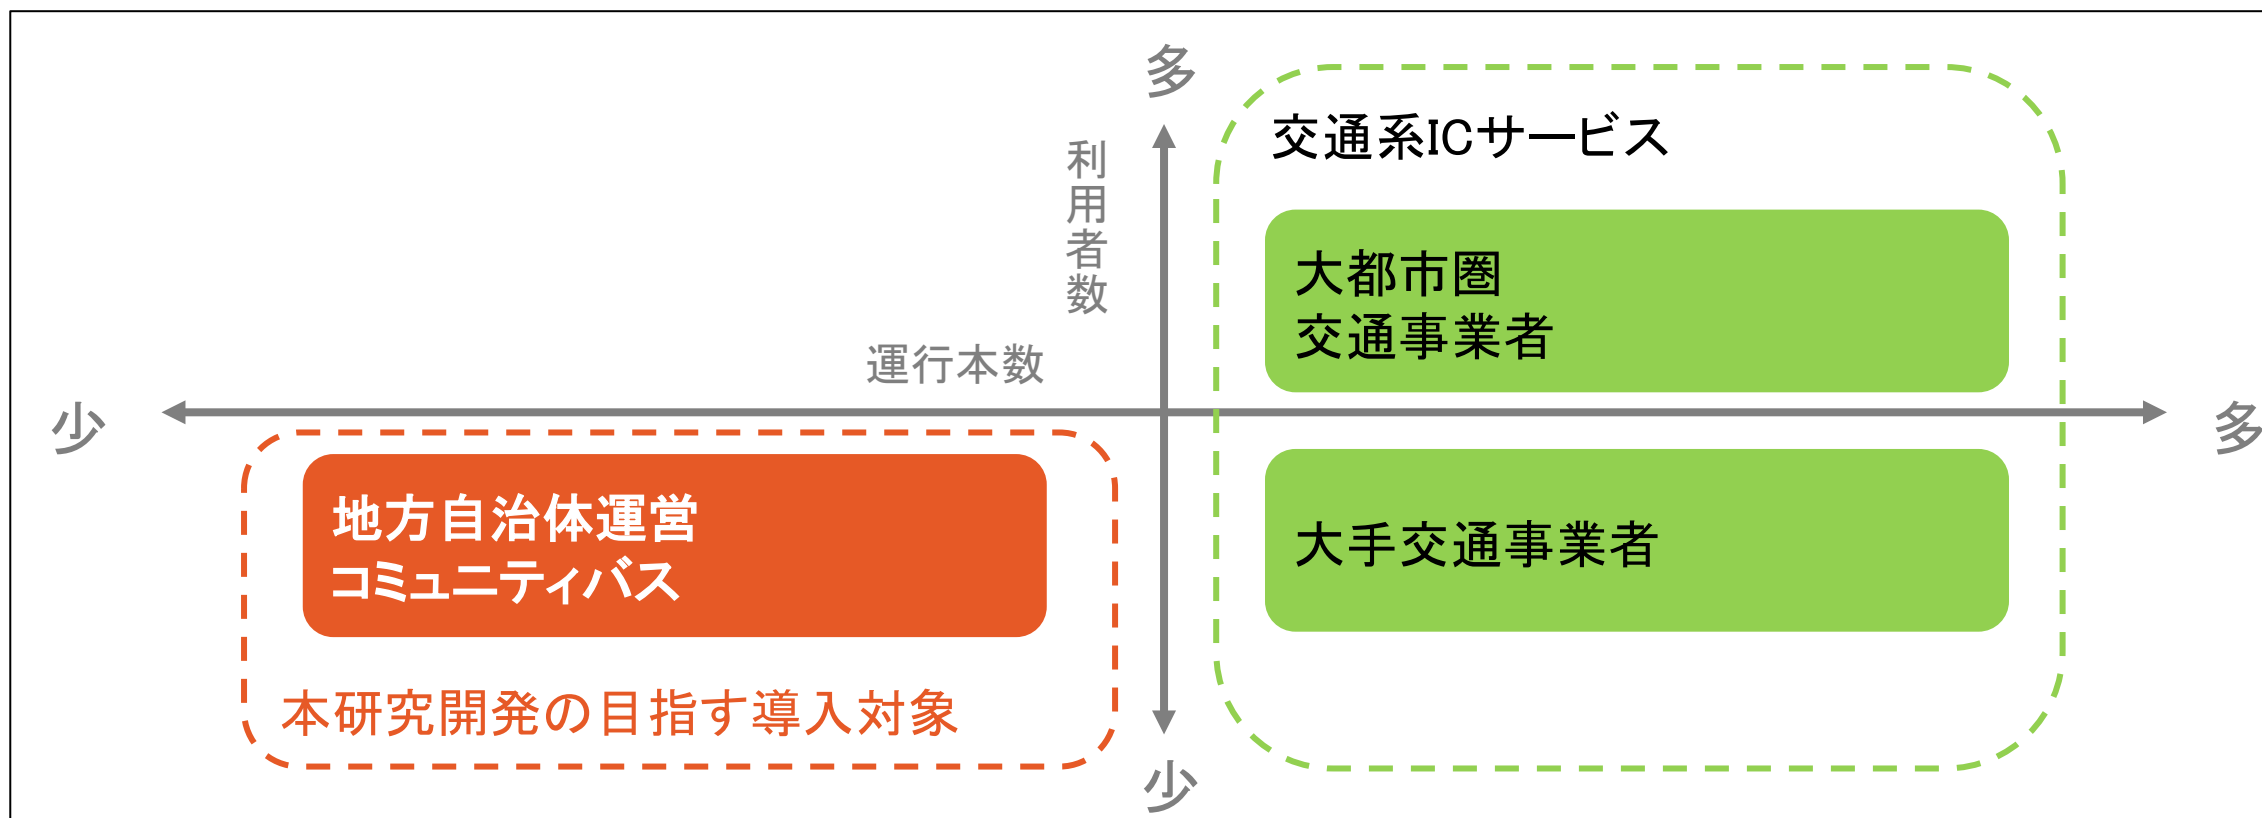 多
利用者数
運行本数
少
多
少
交通系ICサービス
大都市圏
交通事業者
大手交通事業者
地方自治体運営
コミュニティバス
本研究開発の目指す導入対象